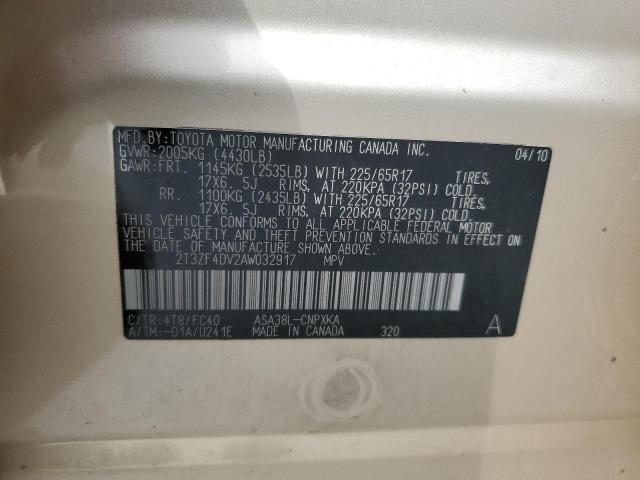 MFD.BY:TOYOTA MOTOR MANUFACTURING CANADA INC. 04/10
GVWR:2005KG (4430LB)
GAWR:FRT. 1145KG (2535LB) WITH 225/65R17 TIRES,
17X6.5J RIMS, AT 220KPA (32PSI) COLD.
RR. 1100KG (2435LB) WITH 225/65R17 TIRES,
17X6.5J RIMS, AT 220KPA (32PSI) COLD.
THIS VEHICLE CONFORMS TO ALL APPLICABLE FEDERAL MOTOR
VEHICLE SAFETY AND THEFT PREVENTION STANDARDS IN EFFECT
ON THE DATE OF MANUFACTURE SHOWN ABOVE.
2T3ZF4DV2AW032917 MPV
C/TR:4T8/FC40 ASA38L-CNPXKA
A/TM:-01A/U241E MADE IN CANADA 320 A